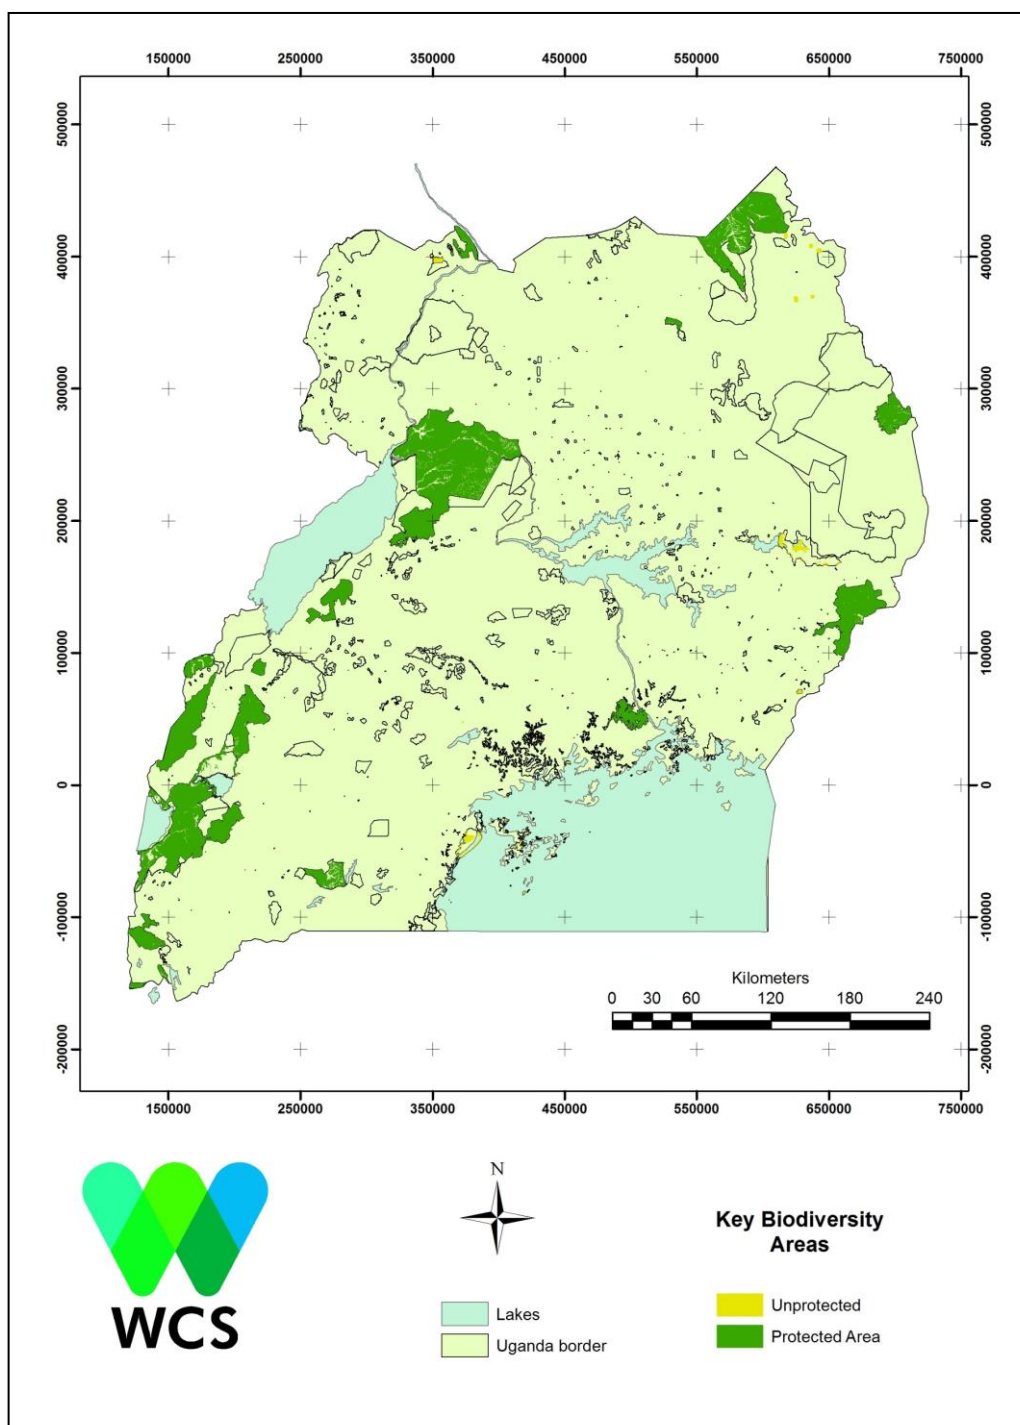 150000 250000 350000 450000 550000 650000 750000
500000 500000
400000 400000
300000 300000
200000 200000
100000 100000
0 0
-100000 -100000
-200000 -200000
Kilometers
0 30 60 120 180 240
150000 250000 350000 450000 550000 650000 750000
WCS
N
Lakes
Uganda border
Key Biodiversity
Areas
Unprotected
Protected Area